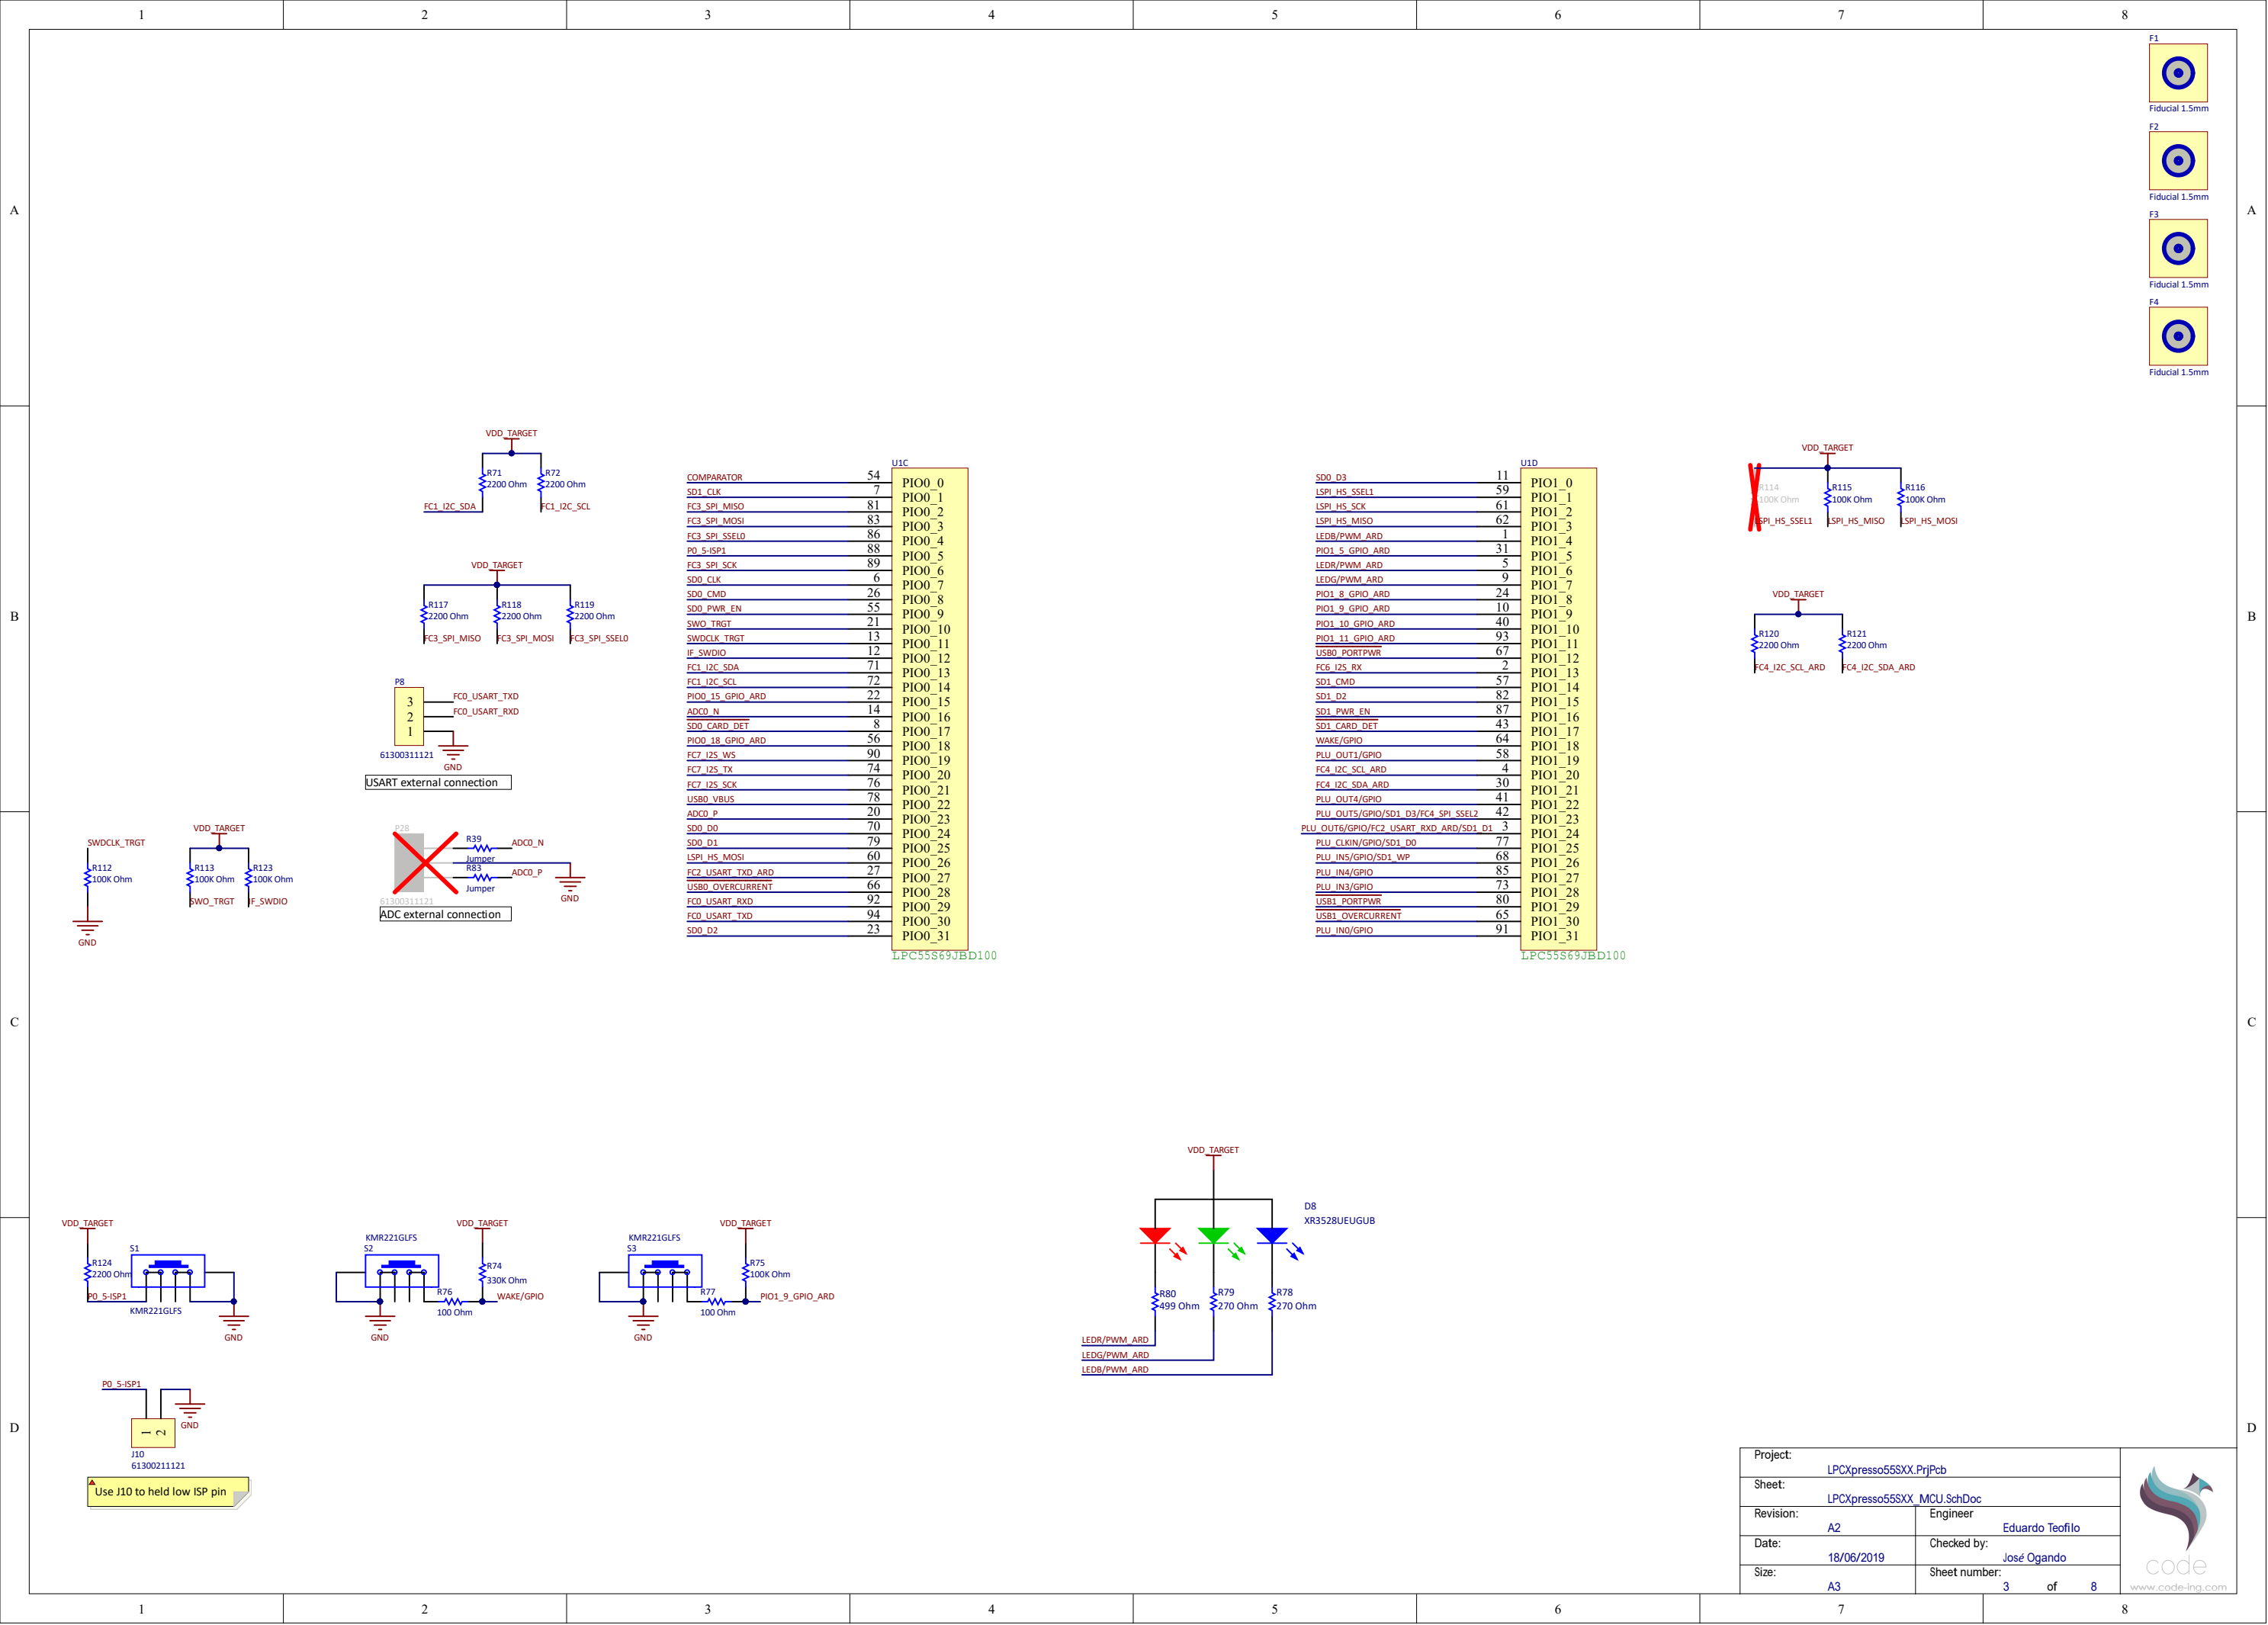 1 2 3 4 5 6 7 8
F1
Fiducial 1.5mm
F2
Fiducial 1.5mm
A A
F3
Fiducial 1.5mm
F4
Fiducial 1.5mm
VDD_TARGET
R71
2200 Ohm
R72
2200 Ohm
FC1_I2C_SDA
FC1_I2C_SCL
VDD_TARGET
R117
2200 Ohm
R118
2200 Ohm
R119
2200 Ohm
FC3_SPI_MISO
FC3_SPI_MOSI
FC3_SPI_SSEL0
P8
3 FC0_USART_TXD
2 FC0_USART_RXD
1
61300311121
GND
USART external connection
U1C
COMPARATOR 54 PIO0_0
SD1_CLK 7 PIO0_1
FC3_SPI_MISO 81 PIO0_2
FC3_SPI_MOSI 83 PIO0_3
FC3_SPI_SSEL0 86 PIO0_4
P0_5-ISP1 88 PIO0_5
FC3_SPI_SCK 89 PIO0_6
SD0_CLK 6 PIO0_7
SD0_CMD 26 PIO0_8
SD0_PWR_EN 55 PIO0_9
SWO_TRGT 21 PIO0_10
SWDCLK_TRGT 13 PIO0_11
IF_SWDIO 12 PIO0_12
FC1_I2C_SDA 71 PIO0_13
FC1_I2C_SCL 72 PIO0_14
PIO0_15_GPIO_ARD 22 PIO0_15
ADC0_N 14 PIO0_16
SD0_CARD_DET 8 PIO0_17
PIO0_18_GPIO_ARD 56 PIO0_18
FC7_I2S_WS 90 PIO0_19
FC7_I2S_TX 74 PIO0_20
FC7_I2S_SCK 76 PIO0_21
USB0_VBUS 78 PIO0_22
ADC0_P 20 PIO0_23
SD0_D0 70 PIO0_24
SD0_D1 79 PIO0_25
LSPI_HS_MOSI 60 PIO0_26
FC2_USART_TXD_ARD 27 PIO0_27
USB0_OVERCURRENT 66 PIO0_28
FC0_USART_RXD 92 PIO0_29
FC0_USART_TXD 94 PIO0_30
SD0_D2 23 PIO0_31
LPC55S69JBD100
U1D
SD0_D3 11 PIO1_0
LSPI_HS_SSEL1 59 PIO1_1
LSPI_HS_SCK 61 PIO1_2
LSPI_HS_MISO 62 PIO1_3
LEDB/PWM_ARD 1 PIO1_4
PIO1_5_GPIO_ARD 31 PIO1_5
LEDR/PWM_ARD 5 PIO1_6
LEDG/PWM_ARD 9 PIO1_7
PIO1_8_GPIO_ARD 24 PIO1_8
PIO1_9_GPIO_ARD 10 PIO1_9
PIO1_10_GPIO_ARD 40 PIO1_10
PIO1_11_GPIO_ARD 93 PIO1_11
USB0_PORTPWR 67 PIO1_12
FC6_I2S_RX 2 PIO1_13
SD1_CMD 57 PIO1_14
SD1_D2 82 PIO1_15
SD1_PWR_EN 87 PIO1_16
SD1_CARD_DET 43 PIO1_17
WAKE/GPIO 64 PIO1_18
PLU_OUT1/GPIO 58 PIO1_19
FC4_I2C_SCL_ARD 4 PIO1_20
FC4_I2C_SDA_ARD 30 PIO1_21
PLU_OUT4/GPIO 41 PIO1_22
PLU_OUT5/GPIO/SD1_D3/FC4_SPI_SSEL2 42 PIO1_23
PLU_OUT6/GPIO/FC2_USART_RXD_ARD/SD1_D1 3 PIO1_24
PLU_CLKIN/GPIO/SD1_D0 77 PIO1_25
PLU_IN5/GPIO/SD1_WP 68 PIO1_26
PLU_IN4/GPIO 85 PIO1_27
PLU_IN3/GPIO 73 PIO1_28
USB1_PORTPWR 80 PIO1_29
USB1_OVERCURRENT 65 PIO1_30
PLU_IN0/GPIO 91 PIO1_31
LPC55S69JBD100
VDD_TARGET
R114
100K Ohm
R115
100K Ohm
R116
100K Ohm
LSPI_HS_SSEL1
LSPI_HS_MISO
LSPI_HS_MOSI
VDD_TARGET
R120
2200 Ohm
R121
2200 Ohm
FC4_I2C_SCL_ARD
FC4_I2C_SDA_ARD
B B
SWDCLK_TRGT
R112
100K Ohm
GND
VDD_TARGET
R113
100K Ohm
R123
100K Ohm
SWO_TRGT
IF_SWDIO
P28
R39
Jumper
ADC0_N
R83
Jumper
ADC0_P
GND
61300311121
ADC external connection
C C
VDD_TARGET
R124
2200 Ohm
S1
P0_5-ISP1
KMR221GLFS
GND
KMR221GLFS
S2
VDD_TARGET
R74
330K Ohm
R76
100 Ohm
WAKE/GPIO
GND
KMR221GLFS
S3
VDD_TARGET
R75
100K Ohm
R77
100 Ohm
PIO1_9_GPIO_ARD
GND
VDD_TARGET
D8
XR3528UEUGUB
R80
499 Ohm
R79
270 Ohm
R78
270 Ohm
LEDR/PWM_ARD
LEDG/PWM_ARD
LEDB/PWM_ARD
P0_5-ISP1
GND
1 2
J10
61300211121
Use J10 to held low ISP pin
D D
Project:
LPCXpresso55SXX.PrjPcb
Sheet:
LPCXpresso55SXX_MCU.SchDoc
Revision:
A2
Engineer
Eduardo Teofilo
Date:
18/06/2019
Checked by:
José Ogando
Size:
A3
Sheet number:
3 of 8
code
www.code-ing.com
1 2 3 4 5 6 7 8